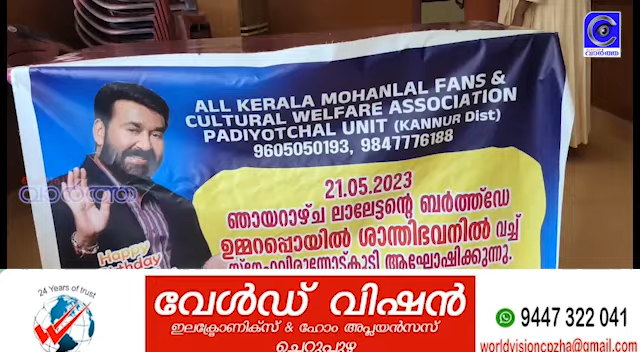 C
വാർത്ത
ALL KERALA MOHANLAL FANS &
CULTURAL WELFARE ASSOCIATION
PADIYOTCHAL UNIT (KANNUR Dist)
9605050193, 9847776188
21.05.2023
ഞായറാഴ്ച ലാലേട്ടന്റെ ബർത്ത്ഡേ
ഉമ്മറപ്പൊയിൽ ശാന്തിഭവനിൽ വച്ച്
സ്നേഹവിരുന്നോട്കൂടി ആഘോഷിക്കുന്നു.
Happy
Birthday
24 Years of trust
വേൾഡ് വിഷൻ
ഇലക്ട്രോണിക്സ് & ഹോം അപ്ലയൻസസ്
ചെറുപുഴ
9447 322 041
worldvisioncpzha@gmail.com